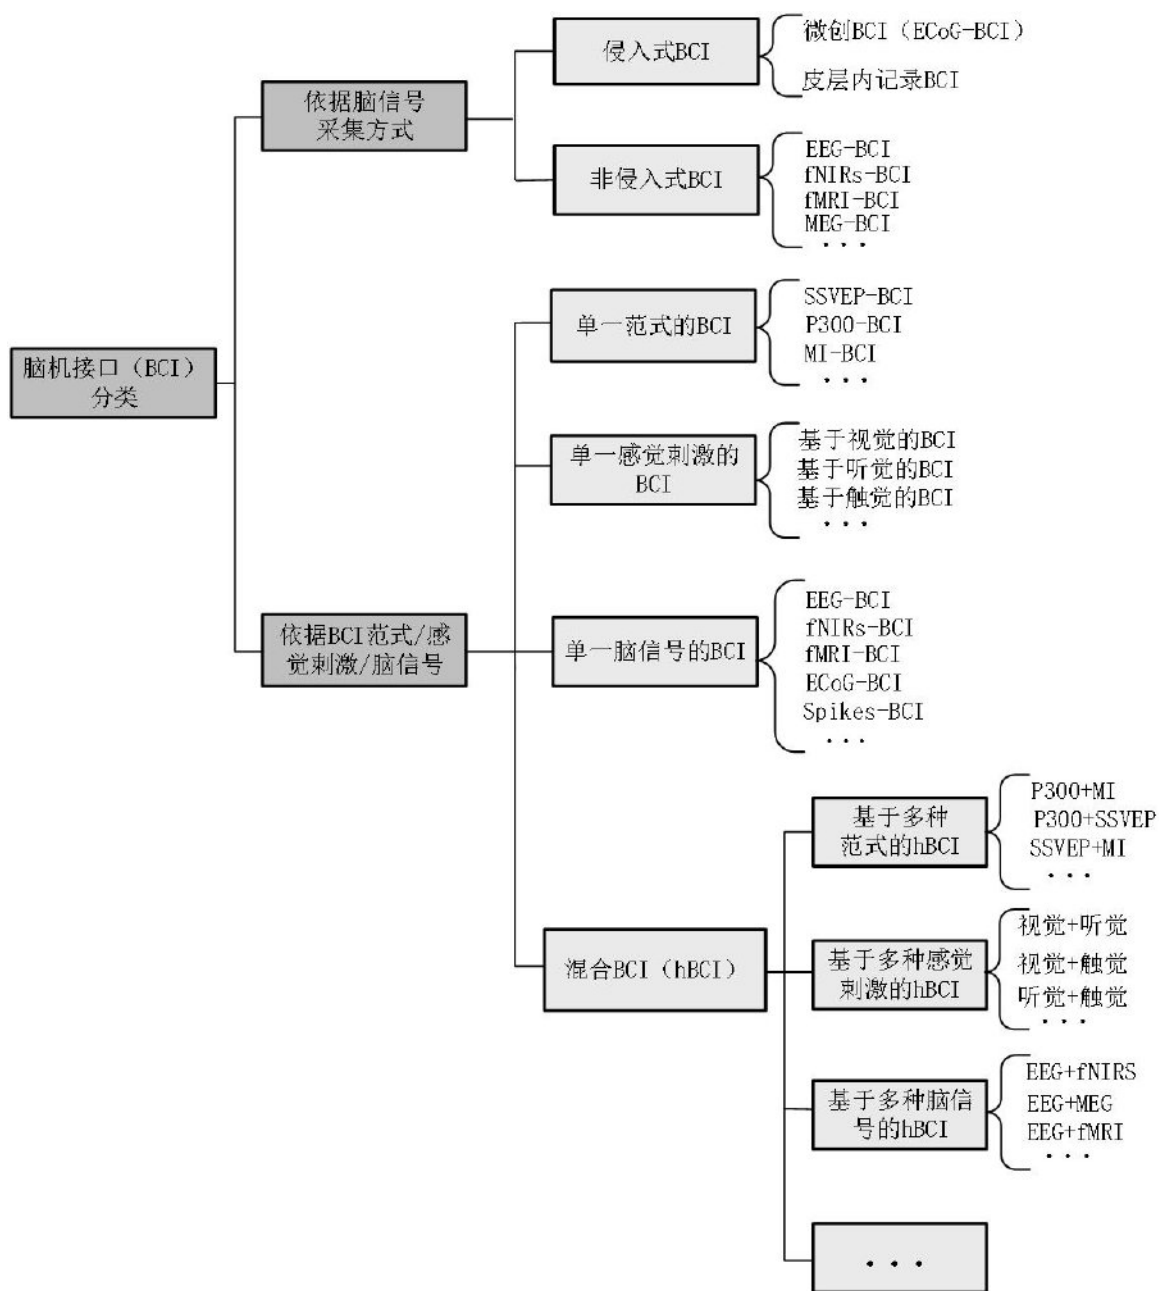 脑机接口（BCI）
分类
依据脑信号
采集方式
侵入式BCI
微创BCI（ECoG-BCI）
皮层内记录BCI
非侵入式BCI
EEG-BCI
fNIRs-BCI
fMRI-BCI
MEG-BCI
...
依据BCI范式/感
觉刺激/脑信号
单一范式的BCI
SSVEP-BCI
P300-BCI
MI-BCI
...
单一感觉刺激的
BCI
基于视觉的BCI
基于听觉的BCI
基于触觉的BCI
...
单一脑信号的BCI
EEG-BCI
fNIRs-BCI
fMRI-BCI
ECoG-BCI
Spikes-BCI
...
混合BCI（hBCI）
基于多种
范式的hBCI
P300+MI
P300+SSVEP
SSVEP+MI
...
基于多种感觉
刺激的hBCI
视觉+听觉
视觉+触觉
听觉+触觉
...
基于多种脑信
号的hBCI
EEG+fNIRS
EEG+MEG
EEG+fMRI
...
...